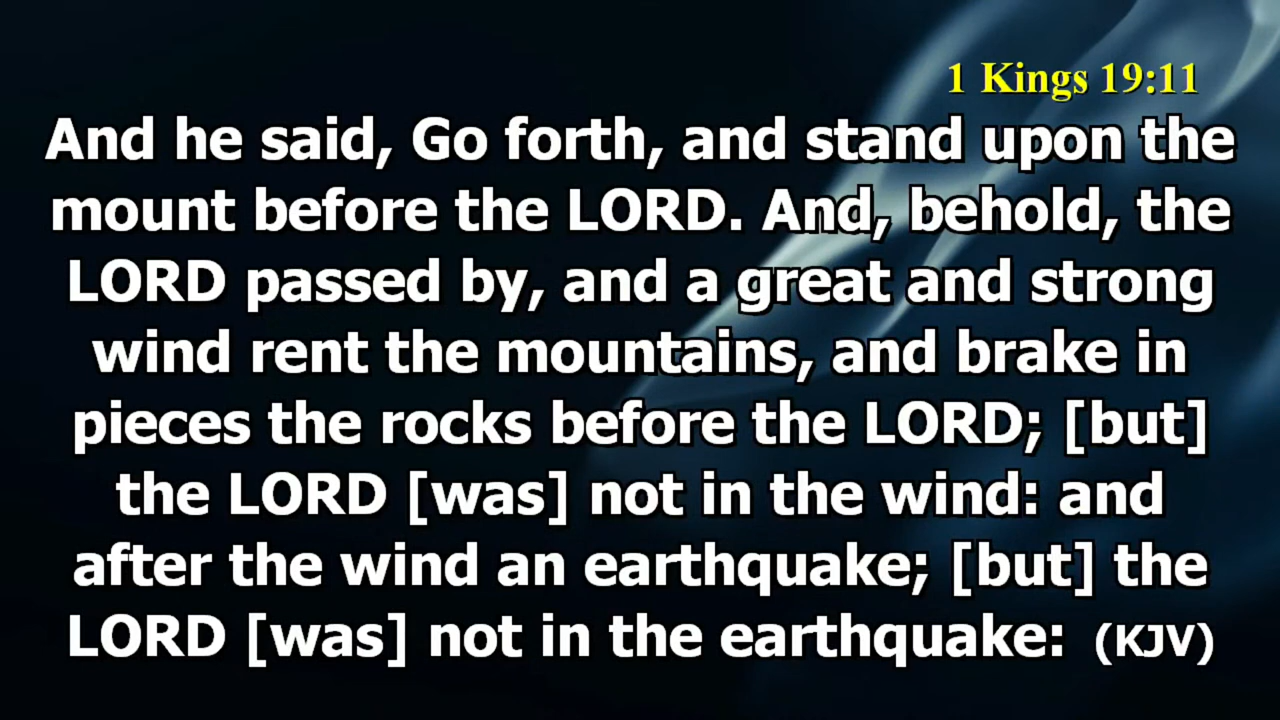 1 Kings 19:11
And he said, Go forth, and stand upon the
mount before the LORD. And, behold, the
LORD passed by, and a great and strong
wind rent the mountains, and brake in
pieces the rocks before the LORD; [but]
the LORD [was] not in the wind: and
after the wind an earthquake; [but] the
LORD [was] not in the earthquake: (KJV)